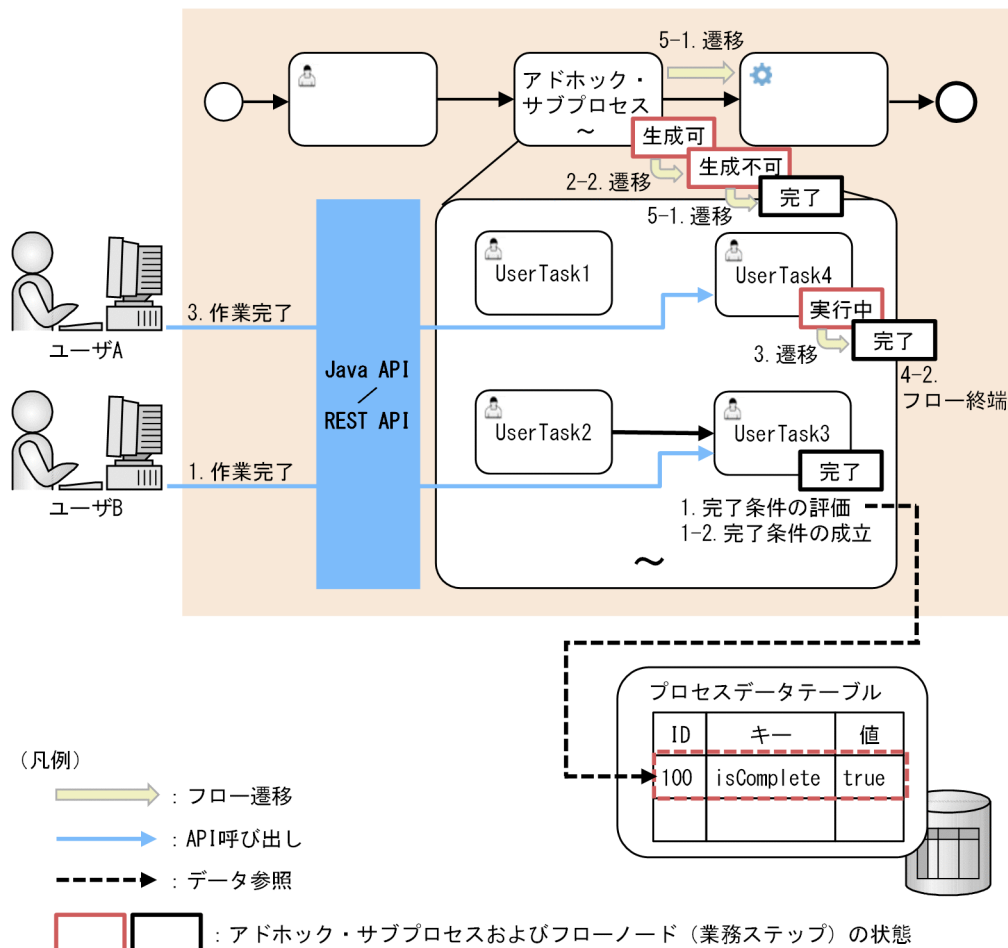 5-1.遷移
アドホック・
サブプロセス
～
生成可
生成不可
2-2.遷移
完了
5-1.遷移
UserTask1
UserTask4
3.作業完了
実行中
ユーザA
完了
3.遷移
Java API
／
REST API
4-2.
フロー終端
UserTask2
UserTask3
1.作業完了
完了
ユーザB
1.完了条件の評価
1-2.完了条件の成立
～
プロセスデータテーブル
ID キー 値
100 isComplete true
（凡例）
：フロー遷移
：API呼び出し
：データ参照
：アドホック・サブプロセスおよびフローノード（業務ステップ）の状態